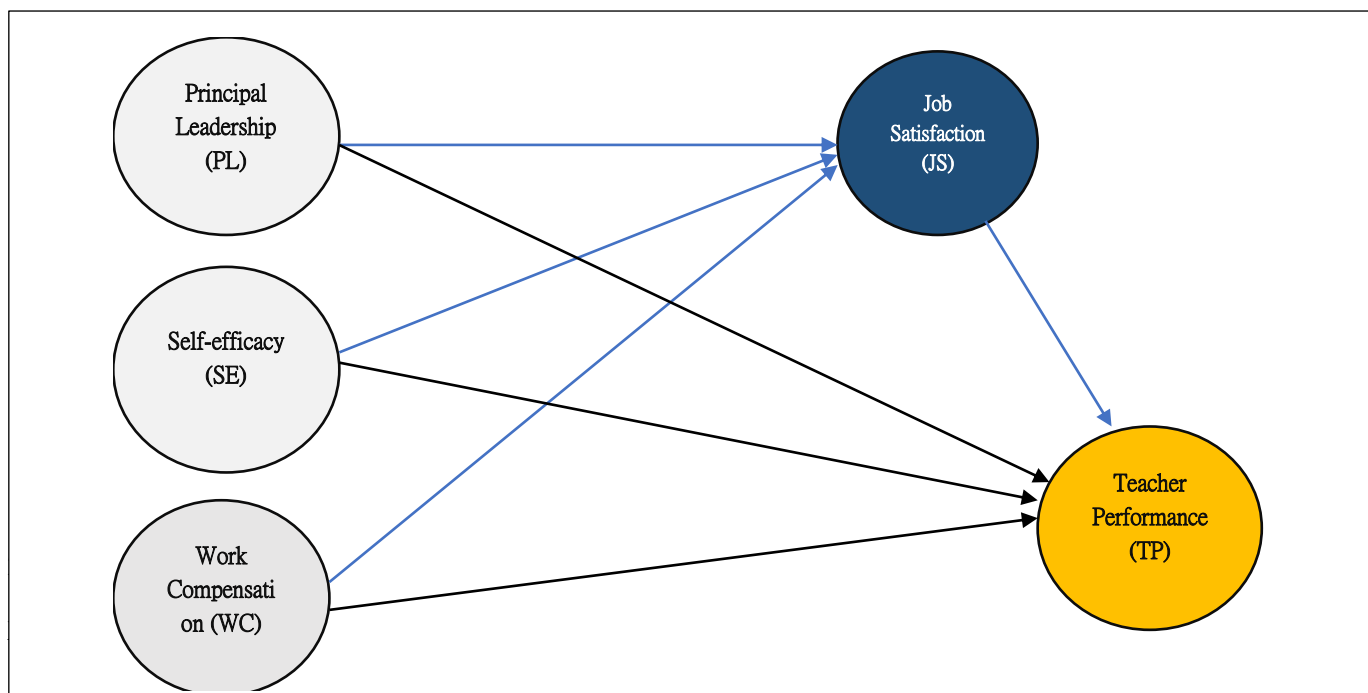 Principal
Leadership
(PL)
Job
Satisfaction
(JS)
Self-efficacy
(SE)
Teacher
Performance
(TP)
Work
Compensati
on (WC)